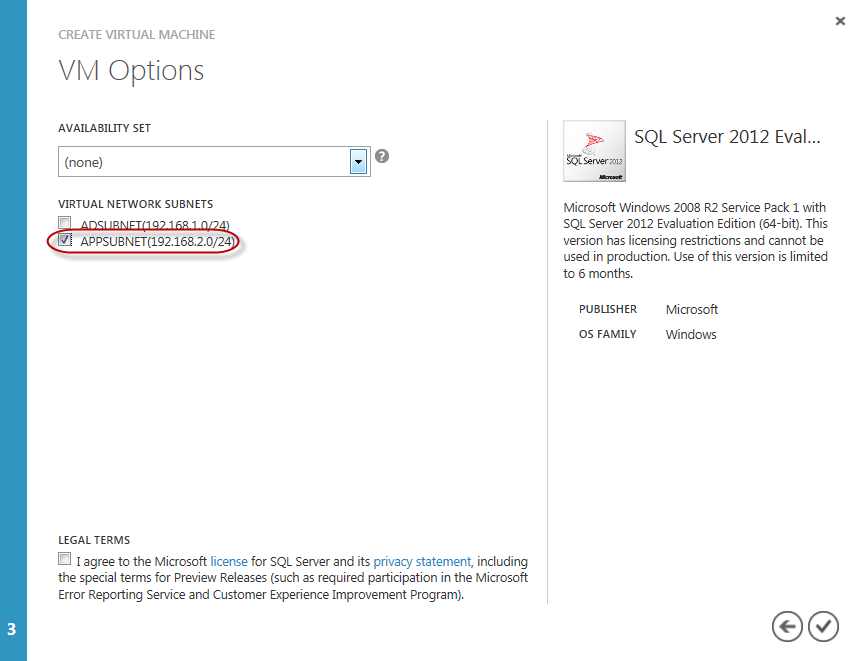 CREATE VIRTUAL MACHINE
VM Options
AVAILABILITY SET
(none)
?
VIRTUAL NETWORK SUBNETS
ADSUBNET(192.168.1.0/24)
APPSUBNET(192.168.2.0/24)
LEGAL TERMS
I agree to the Microsoft license for SQL Server and its privacy statement, including
the special terms for Preview Releases (such as required participation in the Microsoft
Error Reporting Service and Customer Experience Improvement Program).
3
Microsoft
SQL Server 2012
Microsoft
SQL Server 2012 Eval...
Microsoft Windows 2008 R2 Service Pack 1 with
SQL Server 2012 Evaluation Edition (64-bit). This
version has licensing restrictions and cannot be
used in production. Use of this version is limited
to 6 months.
PUBLISHER Microsoft
OS FAMILY Windows